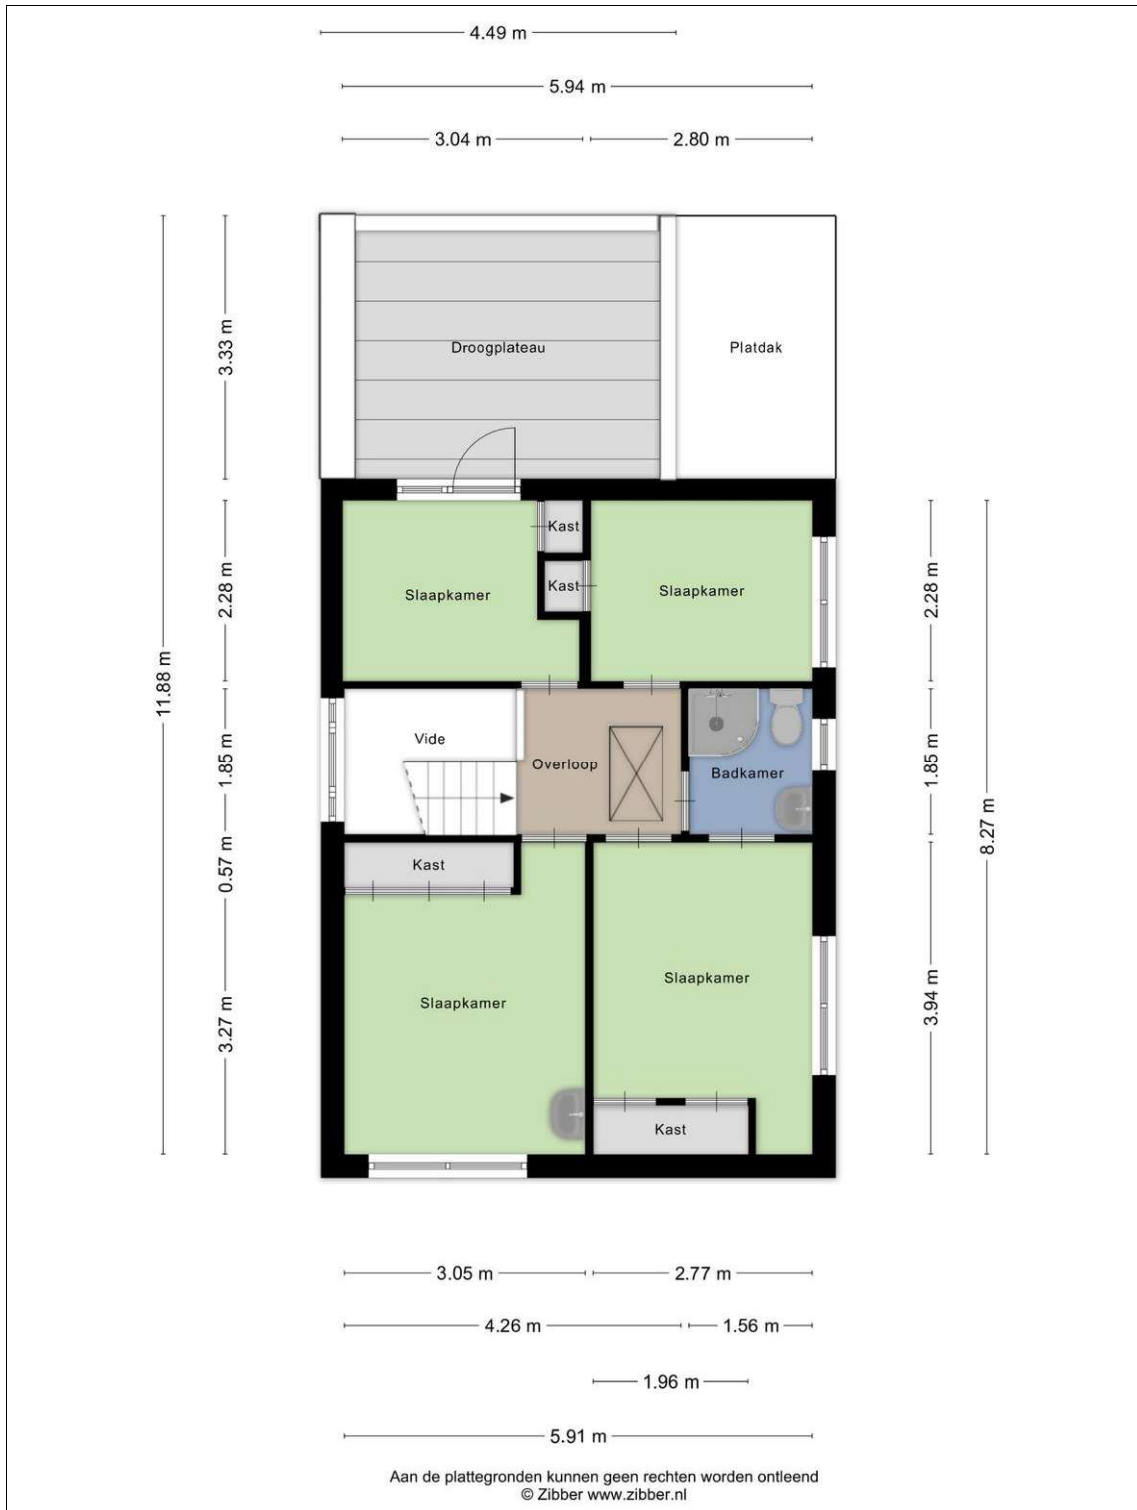 4.49 m
5.94 m
3.04 m
2.80 m
11.88 m
3.33 m
Droogplateau
Platdak
2.28 m
Kast
Kast
Slaapkamer
Slaapkamer
2.28 m
1.85 m
Vide
Overloop
Badkamer
1.85 m
8.27 m
0.57 m
Kast
3.27 m
Slaapkamer
Slaapkamer
3.94 m
Kast
3.05 m
2.77 m
4.26 m
1.56 m
1.96 m
5.91 m
Aan de plattegronden kunnen geen rechten worden ontleend
© Zibber www.zibber.nl